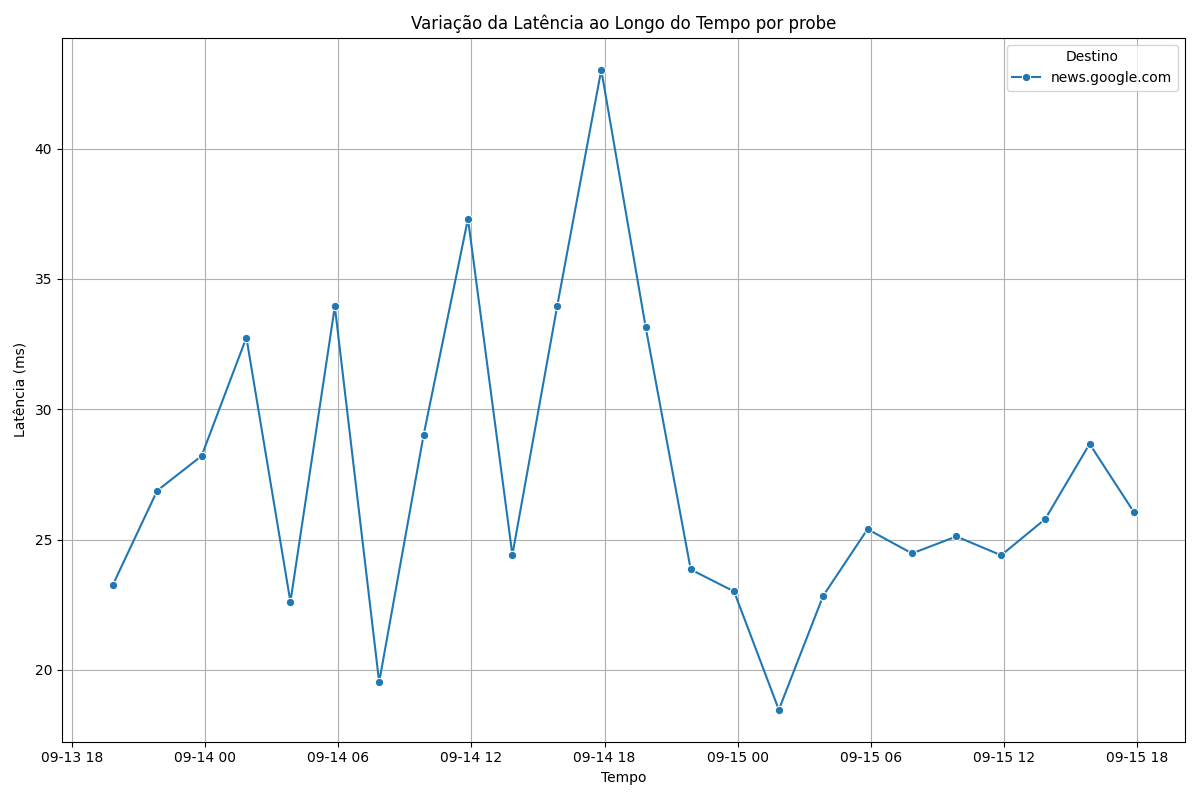 Variação da Latência ao Longo do Tempo por probe
Destino
news.google.com
Latência (ms)
40
35
30
25
20
09-13 18
09-14 00
09-14 06
09-14 12
09-14 18
09-15 00
09-15 06
09-15 12
09-15 18
Tempo